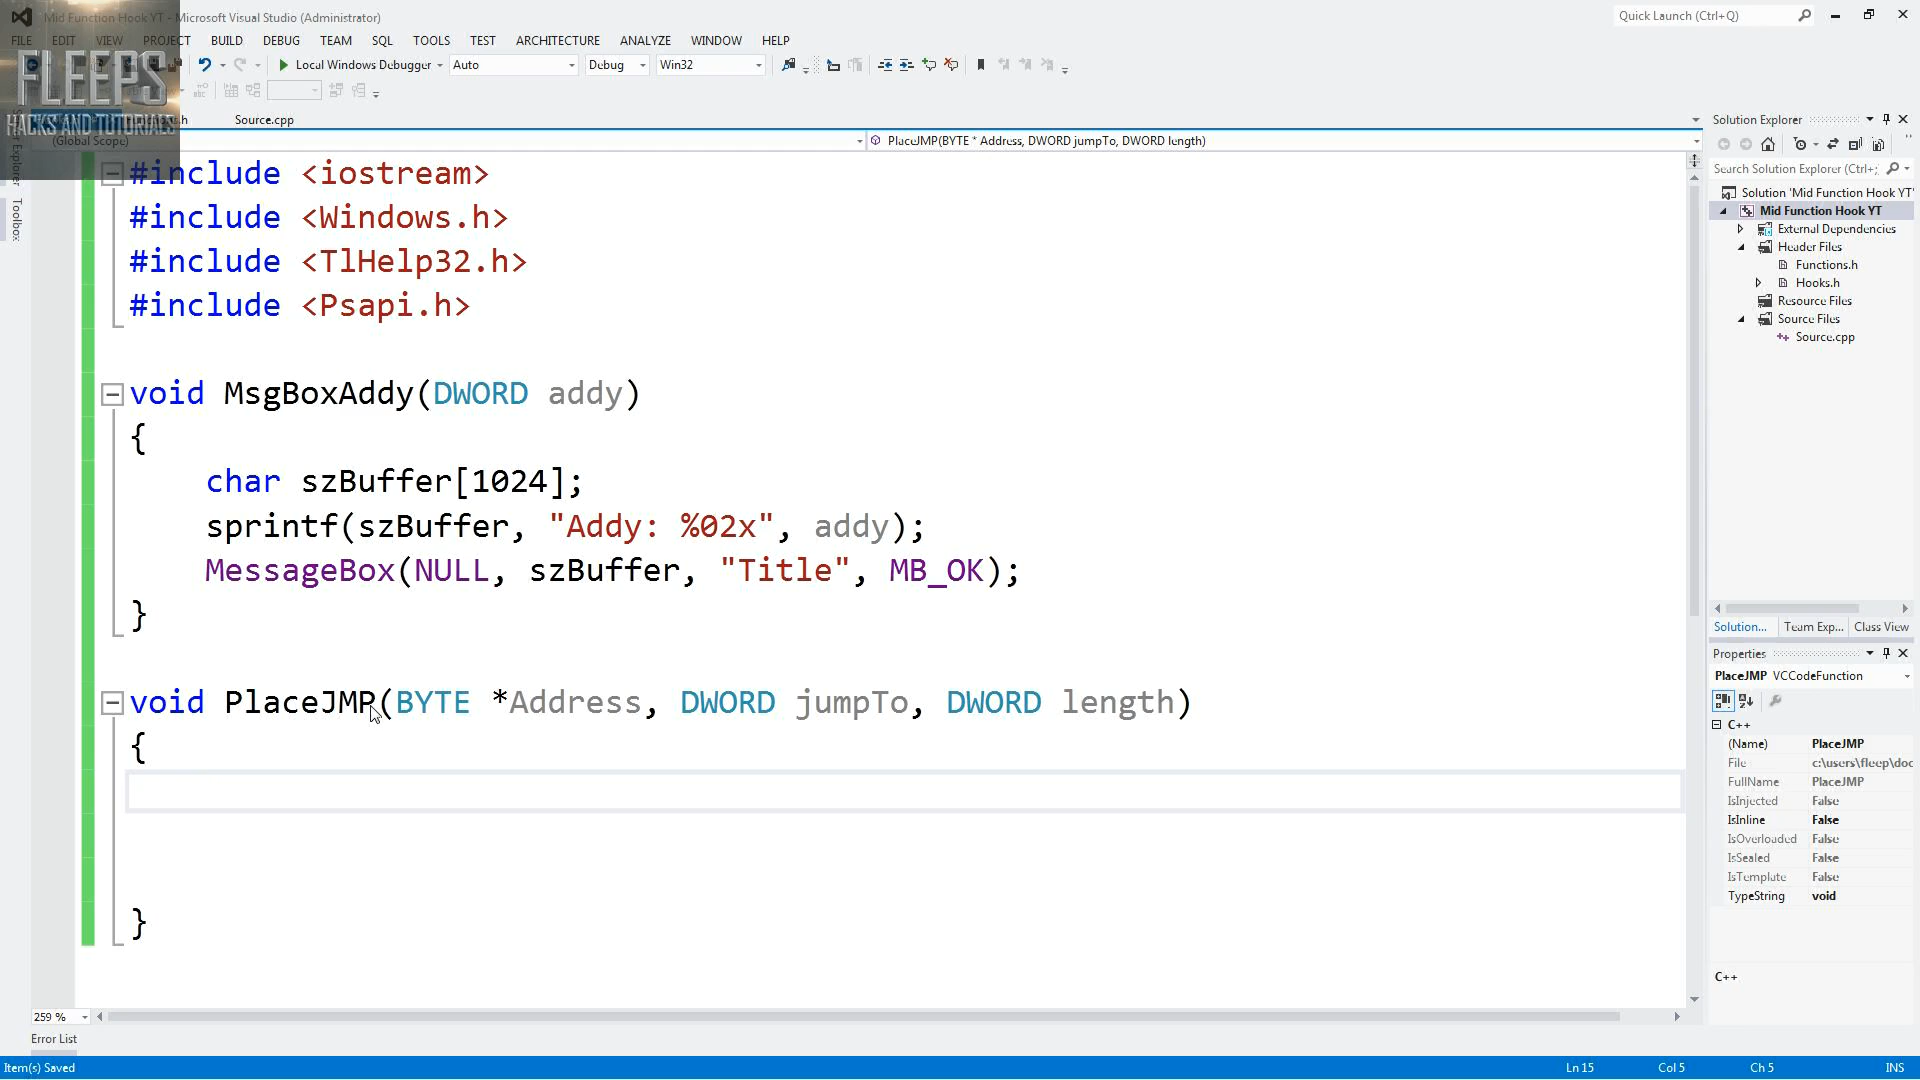 Mid Function Hook YT - Microsoft Visual Studio (Administrator)
Quick Launch (Ctrl+Q)
FILE EDIT VIEW PROJECT BUILD DEBUG TEAM SQL TOOLS TEST ARCHITECTURE ANALYZE WINDOW HELP
FLEEPS
HACKS AND TUTORIALS
Local Windows Debugger Auto Debug Win32
Source.cpp
(Global Scope)
PlaceJMP(BYTE * Address, DWORD jumpTo, DWORD length)
Toolbox
#include <iostream>
#include <Windows.h>
#include <TlHelp32.h>
#include <Psapi.h>
void MsgBoxAddy(DWORD addy)
{
char szBuffer[1024];
sprintf(szBuffer, "Addy: %02x", addy);
MessageBox(NULL, szBuffer, "Title", MB_OK);
}
void PlaceJMP(BYTE *Address, DWORD jumpTo, DWORD length)
{
}
259 %
Error List
Item(s) Saved
Ln 15 Col 5 Ch 5 INS
Solution Explorer
Search Solution Explorer (Ctrl+;
Solution 'Mid Function Hook YT'
Mid Function Hook YT
External Dependencies
Header Files
Functions.h
Hooks.h
Resource Files
Source Files
Source.cpp
Solution... Team Exp... Class View
Properties
PlaceJMP VCCodeFunction
C++
(Name) PlaceJMP
File c:\users\fleep\doc
FullName PlaceJMP
IsInjected False
IsInline False
IsOverloaded False
IsSealed False
IsTemplate False
TypeString void
C++